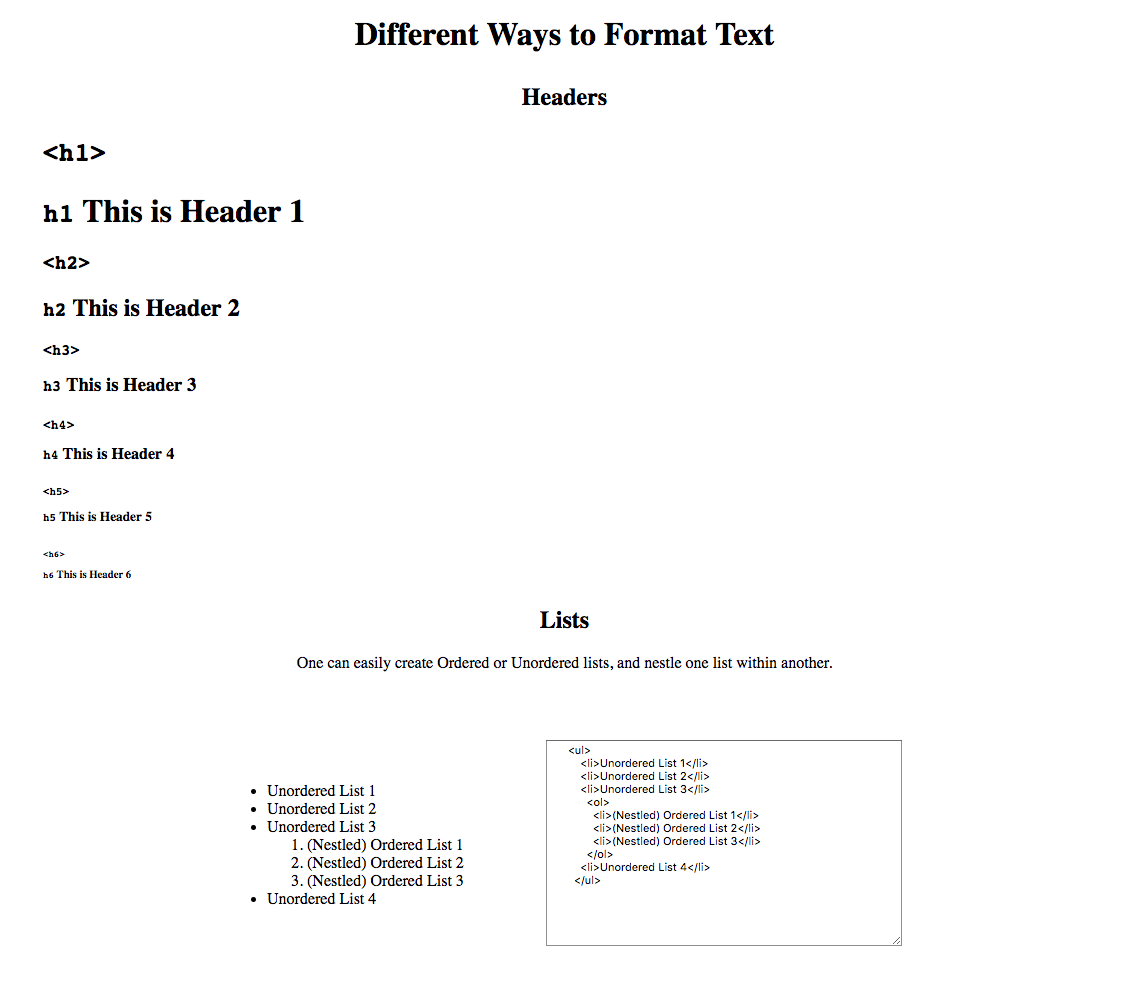 Different Ways to Format Text
Headers
<h1>
h1 This is Header 1
<h2>
h2 This is Header 2
<h3>
h3 This is Header 3
<h4>
h4 This is Header 4
<h5>
h5 This is Header 5
<h6>
h6 This is Header 6
Lists
One can easily create Ordered or Unordered lists, and nestle one list within another.
• Unordered List 1
• Unordered List 2
• Unordered List 3
1. (Nestled) Ordered List 1
2. (Nestled) Ordered List 2
3. (Nestled) Ordered List 3
• Unordered List 4
<ul>
<li>Unordered List 1</li>
<li>Unordered List 2</li>
<li>Unordered List 3</li>
<ol>
<li>(Nestled) Ordered List 1</li>
<li>(Nestled) Ordered List 2</li>
<li>(Nestled) Ordered List 3</li>
</ol>
<li>Unordered List 4</li>
</ul>